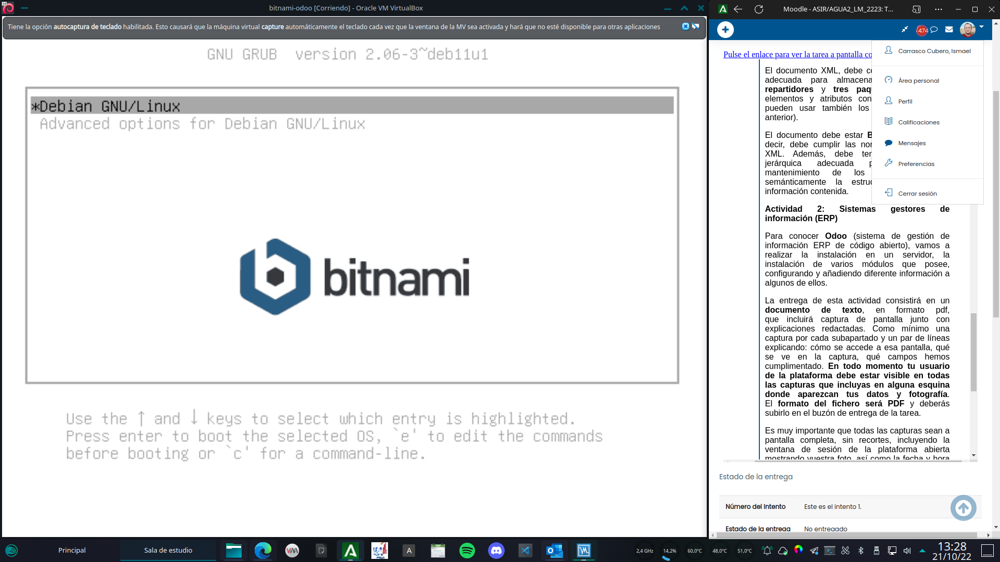 bitnami-odoo [Corriendo] - Oracle VM VirtualBox
Tiene la opción autocaptura de teclado habilitada. Esto causará que la máquina virtual capture automáticamente el teclado cada vez que la ventana de la MV sea activada y hará que no esté disponible para otras aplicaciones
GNU GRUB  version 2.06-3~deb11u1
*Debian GNU/Linux
Advanced options for Debian GNU/Linux
bitnami
Use the ↑ and ↓ keys to select which entry is highlighted.
Press enter to boot the selected OS, `e' to edit the commands
before booting or `c' for a command-line.
Moodle - ASIR/AGUA2_LM_2223: T...
474
Carrasco Cubero, Ismael
Área personal
Perfil
Calificaciones
Mensajes
Preferencias
Cerrar sesión
Pulse el enlace para ver la tarea a pantalla co
El documento XML, debe co
adecuada para almacena
repartidores y tres paq
elementos y atributos con
pueden usar también los
anterior).
El documento debe estar B
decir, debe cumplir las nor
XML. Además, debe ter
jerárquica adecuada p
mantenimiento de los
semánticamente la estruc
información contenida.
Actividad 2: Sistemas gestores de
información (ERP)
Para conocer Odoo (sistema de gestión de
información ERP de código abierto), vamos a
realizar la instalación en un servidor, la
instalación de varios módulos que posee,
configurando y añadiendo diferente información a
algunos de ellos.
La entrega de esta actividad consistirá en un
documento de texto, en formato pdf,
que incluirá captura de pantalla junto con
explicaciones redactadas. Como mínimo una
captura por cada subapartado y un par de líneas
explicando: cómo se accede a esa pantalla, qué
se ve en la captura, qué campos hemos
cumplimentado. En todo momento tu usuario
de la plataforma debe estar visible en todas
las capturas que incluyas en alguna esquina
donde aparezcan tus datos y fotografía.
El formato del fichero será PDF y deberás
subirlo en el buzón de entrega de la tarea.
Es muy importante que todas las capturas sean a
pantalla completa, sin recortes, incluyendo la
ventana de sesión de la plataforma abierta
mostrando vuestra foto, así como la fecha y hora
Estado de la entrega
Número del intento Este es el intento 1.
Estado de la entrega No entregado
Principal
Sala de estudio
A
2,4 GHz
14,2%
60,0°C
48,0°C
51,0°C
13:28
21/10/22